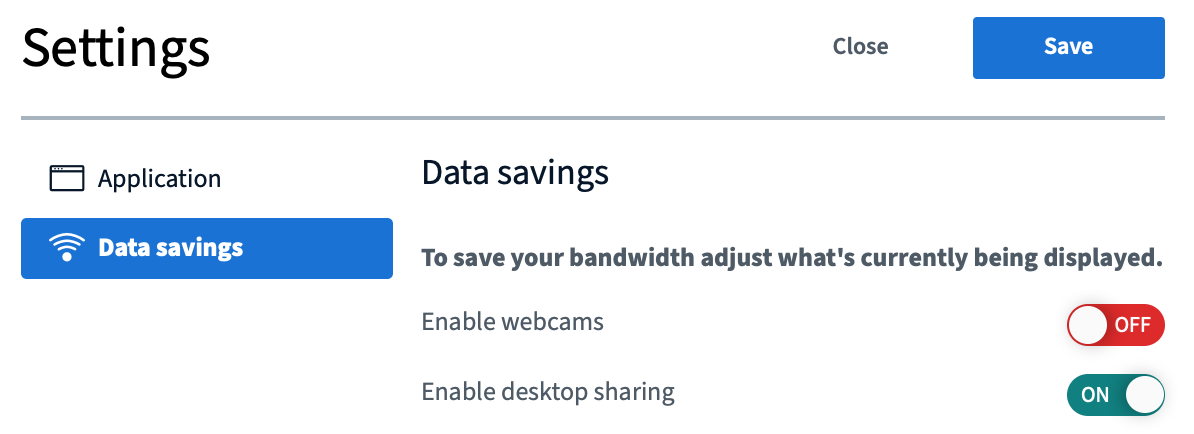 Settings
Close
Save
Application
Data savings
Data savings
To save your bandwidth adjust what's currently being displayed.
Enable webcams
OFF
Enable desktop sharing
ON